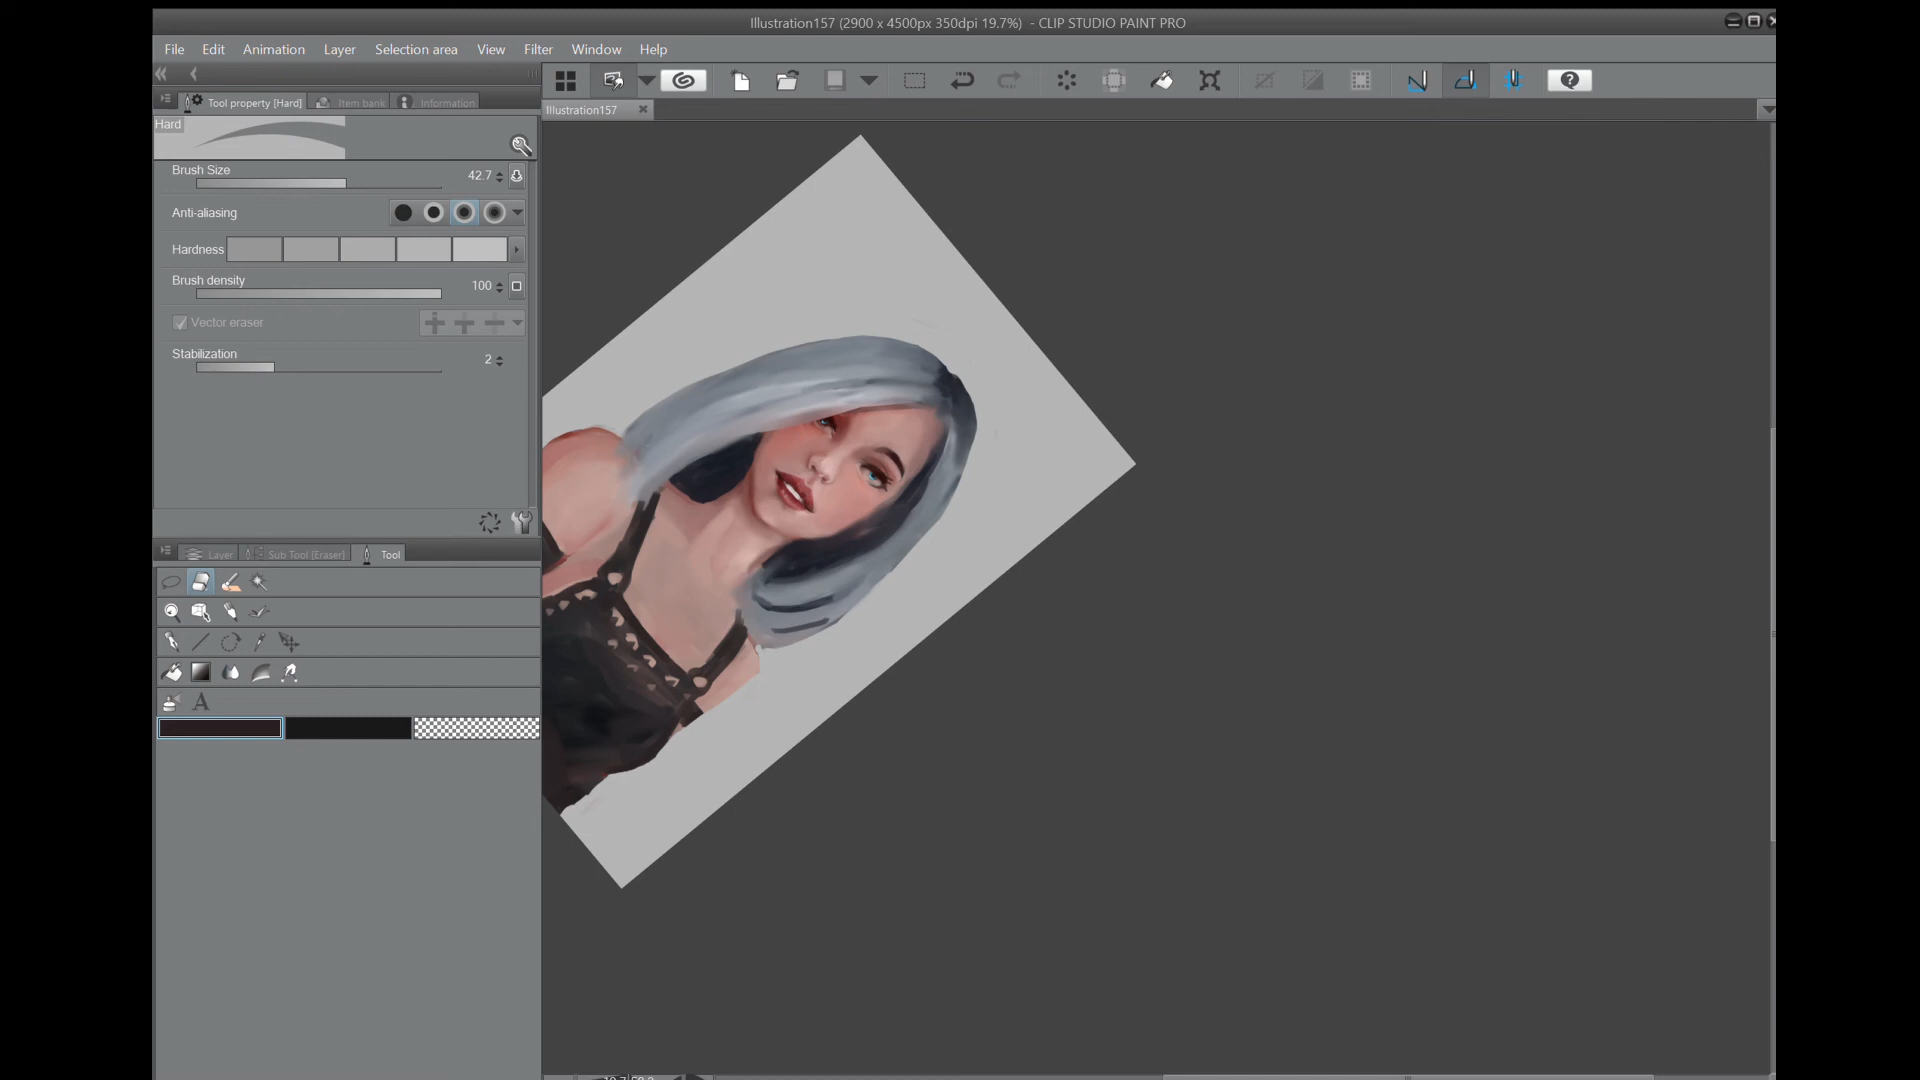 Illustration157 (2900 x 4500px 350dpi 19.7%) - CLIP STUDIO PAINT PRO
File Edit Animation Layer Selection area View Filter Window Help
Tool property [Hard] Item bank Information
Illustration157
Hard
Brush Size 42.7
Anti-aliasing
Hardness
Brush density 100
Vector eraser
Stabilization 2
Layer Sub Tool [Eraser] Tool
A